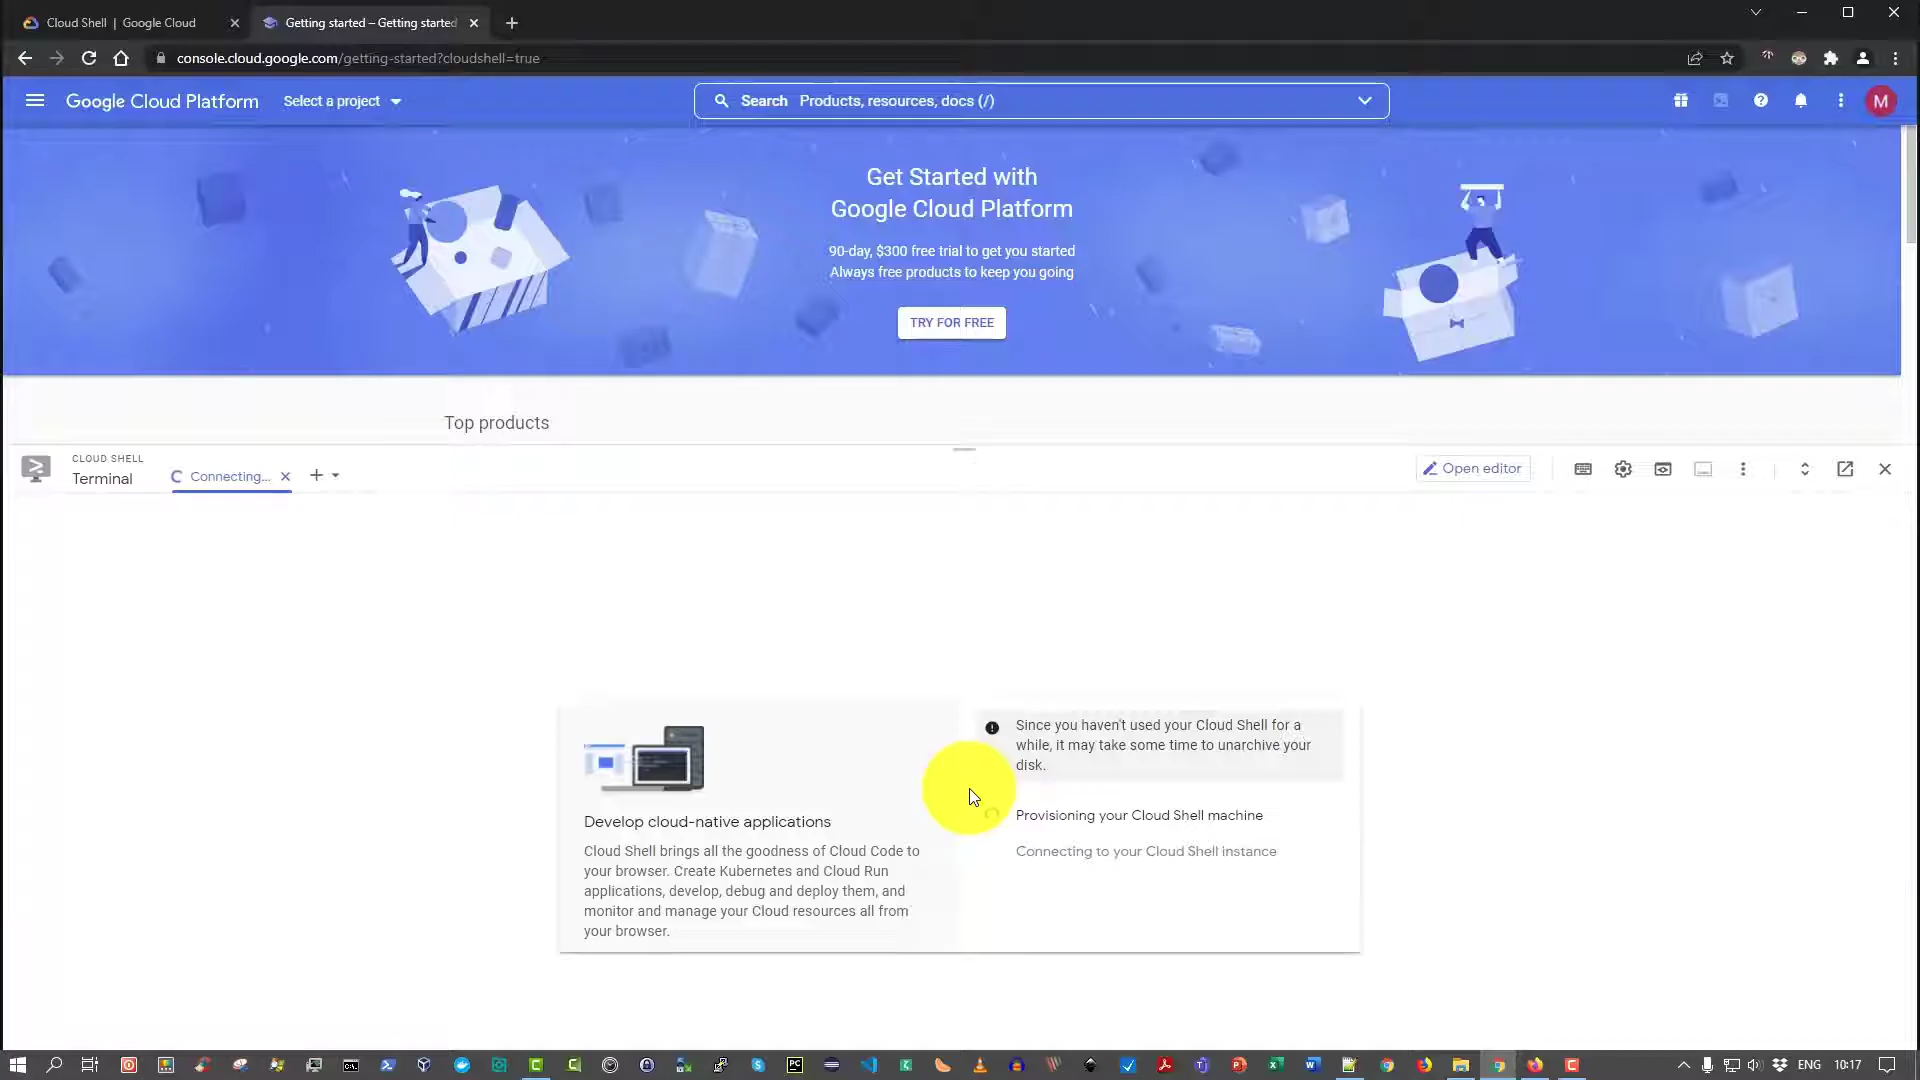 Cloud Shell | Google Cloud
Getting started – Getting started
console.cloud.google.com/getting-started?cloudshell=true
Google Cloud Platform
Select a project
Search Products, resources, docs (/)
M
Get Started with
Google Cloud Platform
90-day, $300 free trial to get you started
Always free products to keep you going
TRY FOR FREE
Top products
CLOUD SHELL
Terminal
Connecting...
Open editor
Develop cloud-native applications
Cloud Shell brings all the goodness of Cloud Code to
your browser. Create Kubernetes and Cloud Run
applications, develop, debug and deploy them, and
monitor and manage your Cloud resources all from
your browser.
Since you haven't used your Cloud Shell for a
while, it may take some time to unarchive your
disk.
Provisioning your Cloud Shell machine
Connecting to your Cloud Shell instance
ENG
10:17